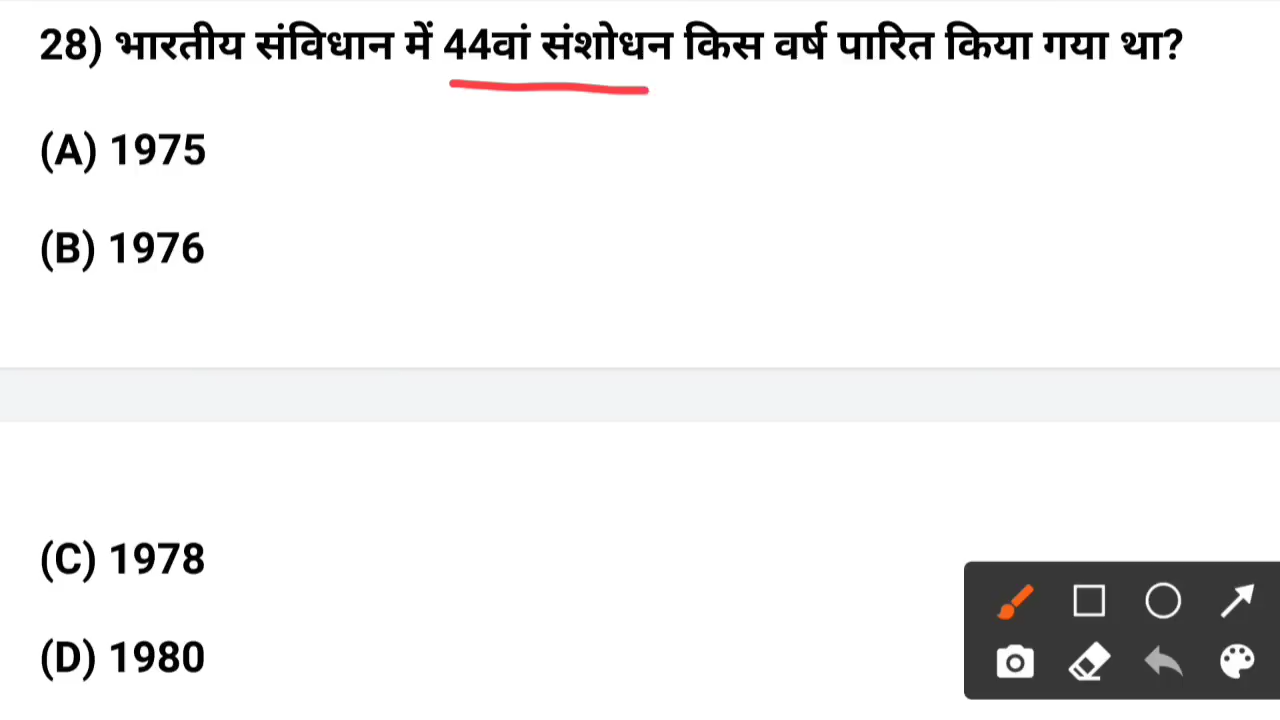 28) भारतीय संविधान में 44वां संशोधन किस वर्ष पारित किया गया था?
(A) 1975
(B) 1976
(C) 1978
(D) 1980